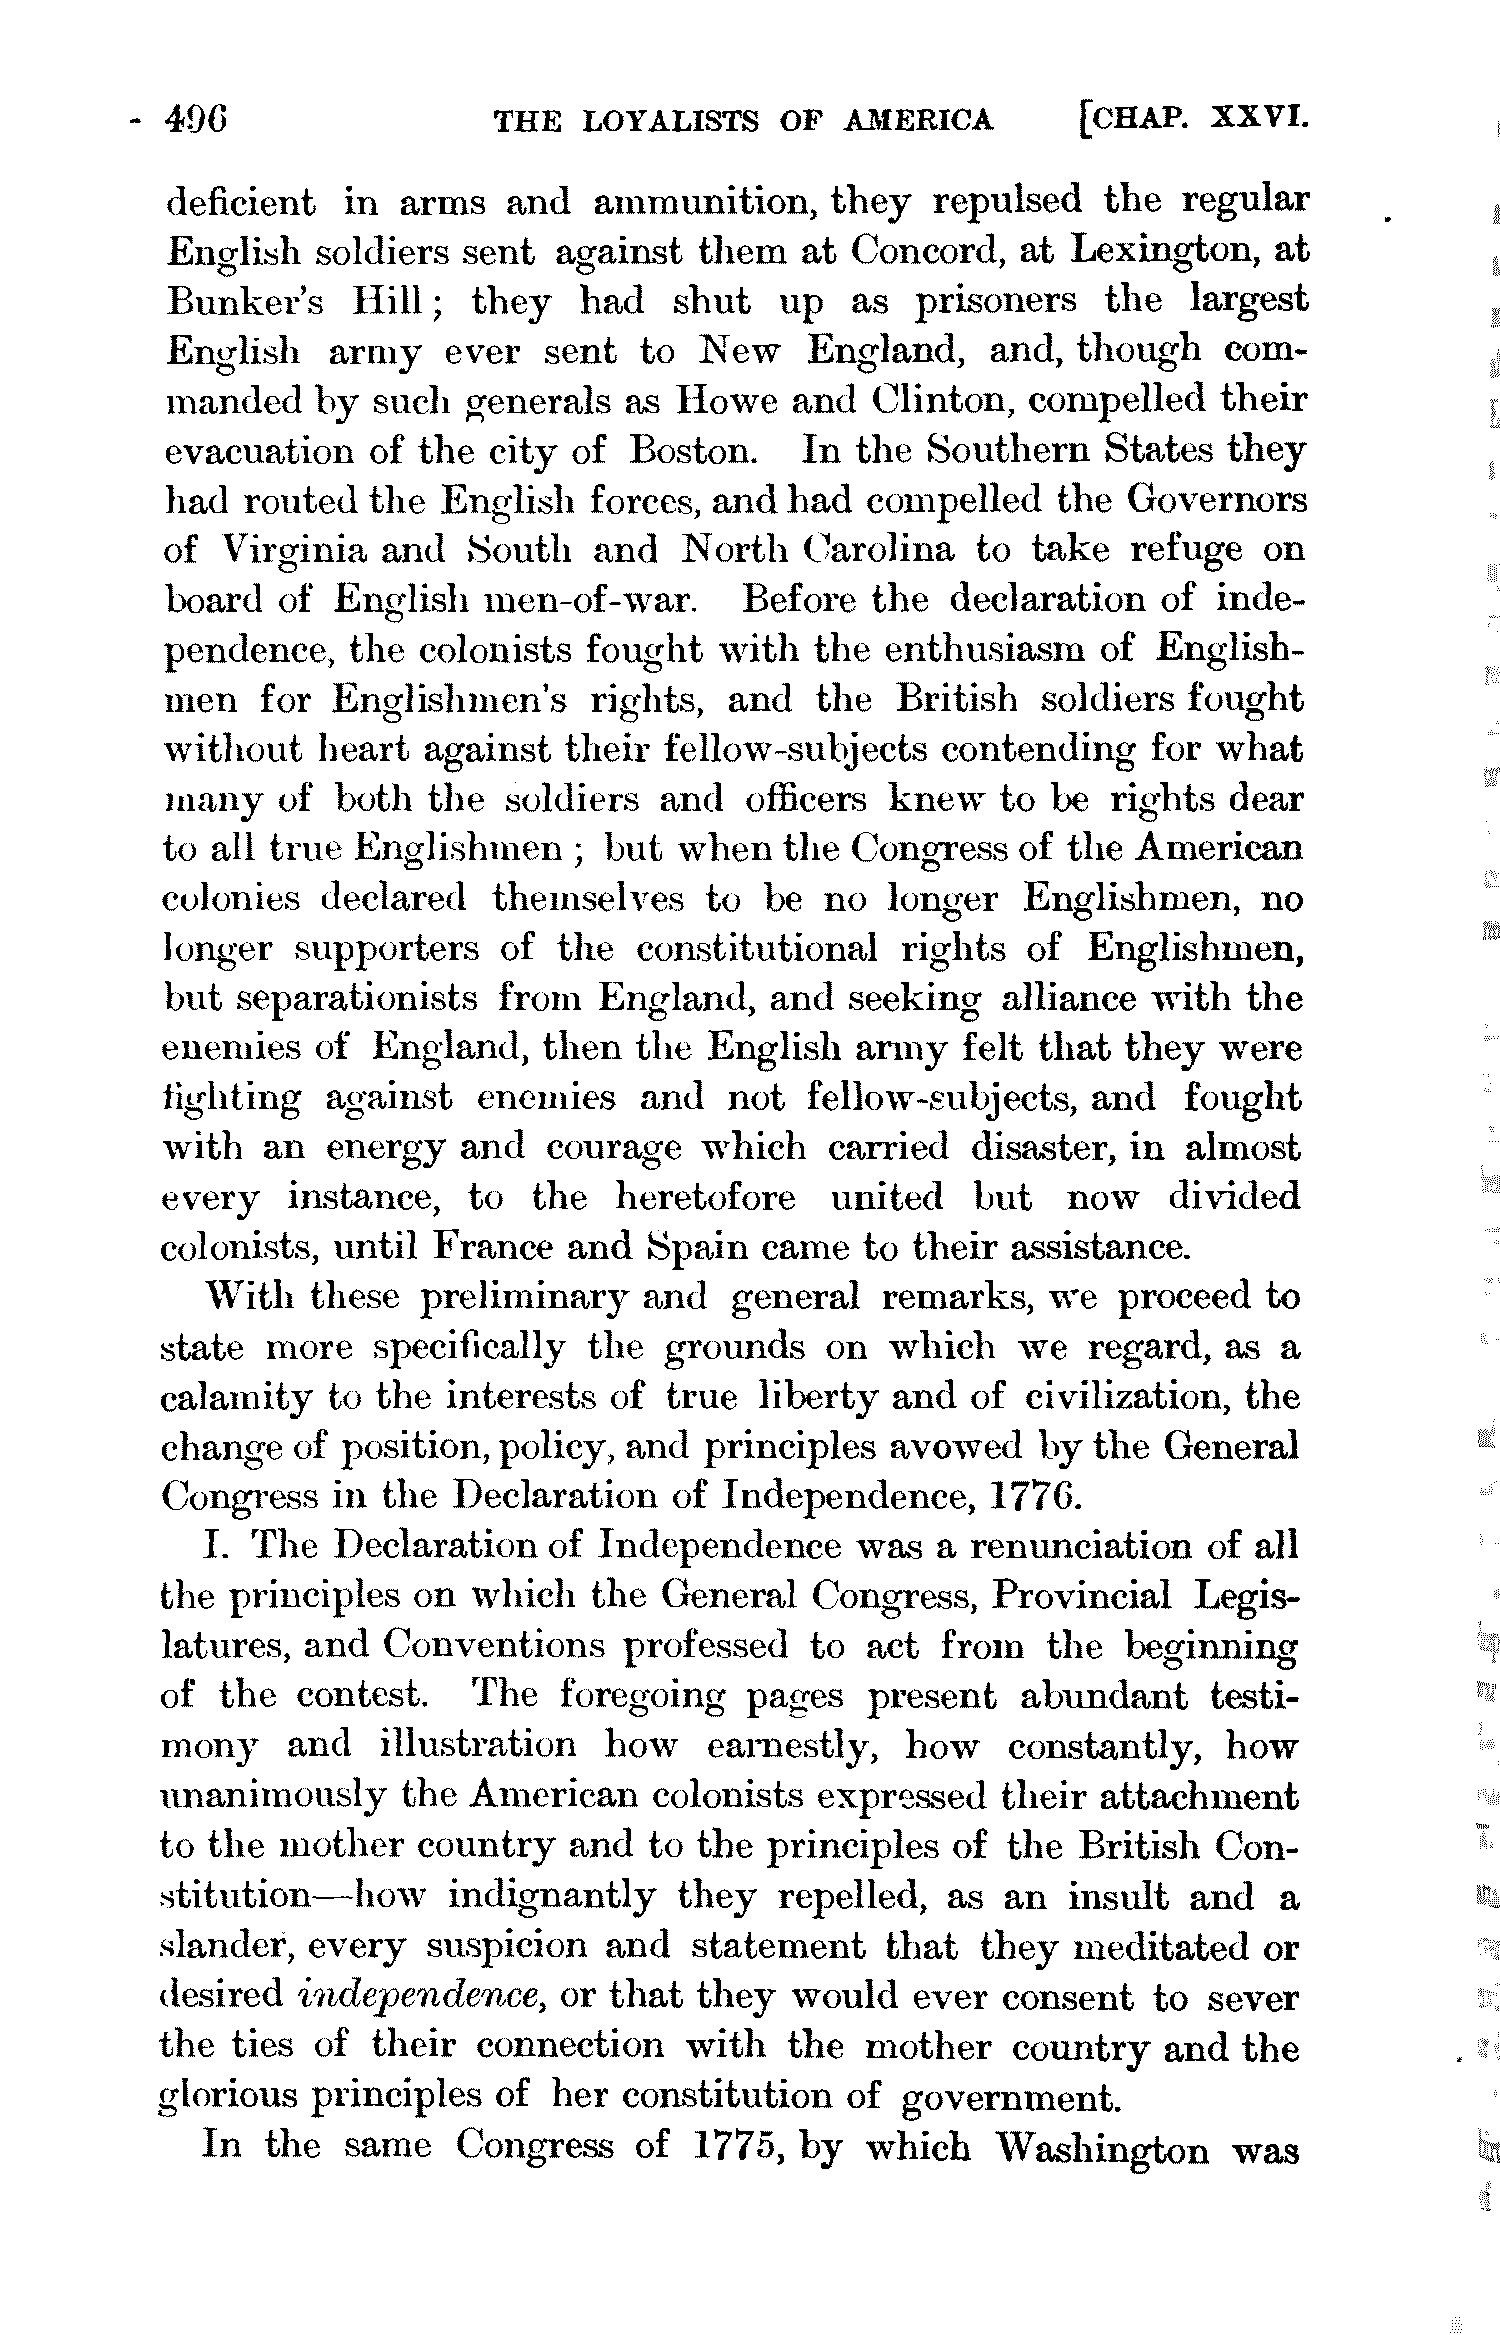 496 THE LOYALISTS OF AMERICA [CHAP. XXVI.
deficient in arms and ammunition, they repulsed the regular
English soldiers sent against them at Concord, at Lexington, at
Bunker's Hill; they had shut up as prisoners the largest
English army ever sent to New England, and, though com-
manded by such generals as Howe and Clinton, compelled their
evacuation of the city of Boston. In the Southern States they
had routed the English forces, and had compelled the Governors
of Virginia and South and North Carolina to take refuge on
board of English men-of-war. Before the declaration of inde-
pendence, the colonists fought with the enthusiasm of English-
men for Englishmen's rights, and the British soldiers fought
without heart against their fellow-subjects contending for what
many of both the soldiers and officers knew to be rights dear
to all true Englishmen; but when the Congress of the American
colonies declared themselves to be no longer Englishmen, no
longer supporters of the constitutional rights of Englishmen,
but separationists from England, and seeking alliance with the
enemies of England, then the English army felt that they were
fighting against enemies and not fellow-subjects, and fought
with an energy and courage which carried disaster, in almost
every instance, to the heretofore united but now divided
colonists, until France and Spain came to their assistance.
With these preliminary and general remarks, we proceed to
state more specifically the grounds on which we regard, as a
calamity to the interests of true liberty and of civilization, the
change of position, policy, and principles avowed by the General
Congress in the Declaration of Independence, 1776.
I. The Declaration of Independence was a renunciation of all
the principles on which the General Congress, Provincial Legis-
latures, and Conventions professed to act from the beginning
of the contest. The foregoing pages present abundant testi-
mony and illustration how earnestly, how constantly, how
unanimously the American colonists expressed their attachment
to the mother country and to the principles of the British Con-
stitution—how indignantly they repelled, as an insult and a
slander, every suspicion and statement that they meditated or
desired independence, or that they would ever consent to sever
the ties of their connection with the mother country and the
glorious principles of her constitution of government.
In the same Congress of 1775, by which Washington was